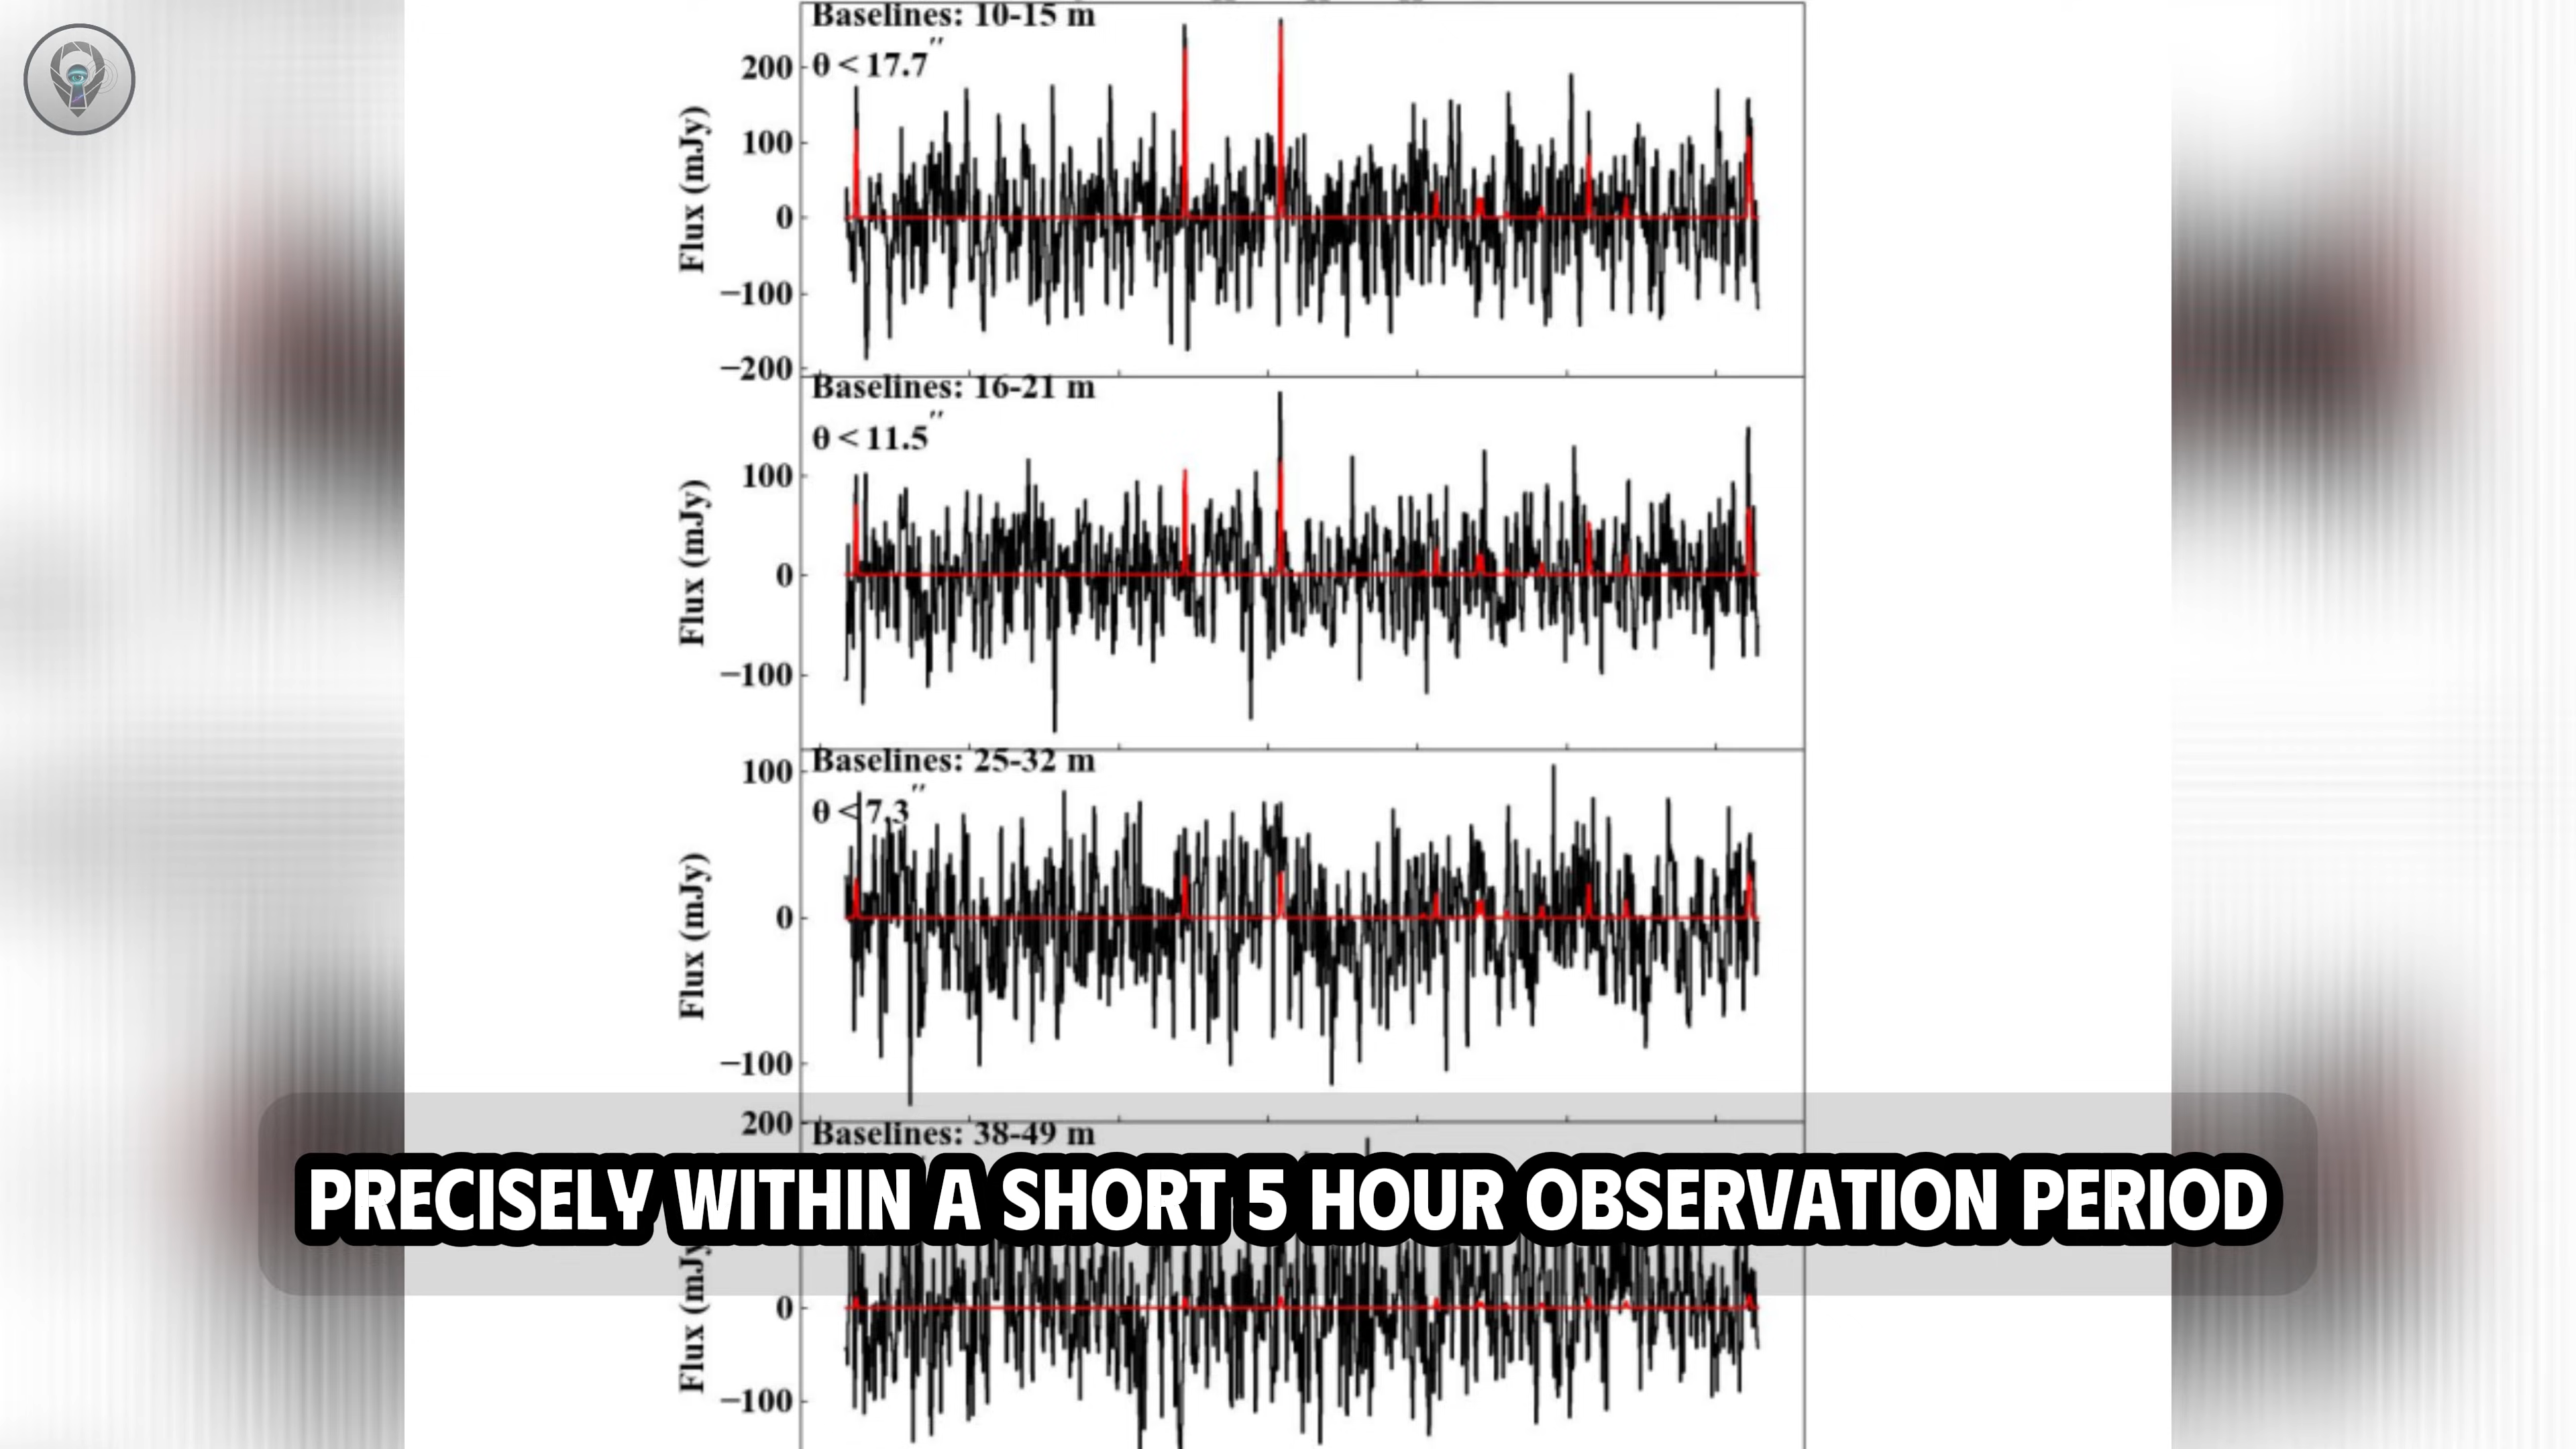 Baselines: 10-15 m
θ < 17.7″
200
100
0
−100
−200
Flux (mJy)
Baselines: 16-21 m
θ < 11.5″
100
0
−100
Flux (mJy)
Baselines: 25-32 m
θ < 7.3″
100
0
−100
Flux (mJy)
200
Baselines: 38-49 m
PRECISELY WITHIN A SHORT 5 HOUR OBSERVATION PERIOD
0
−100
Flux (mJy